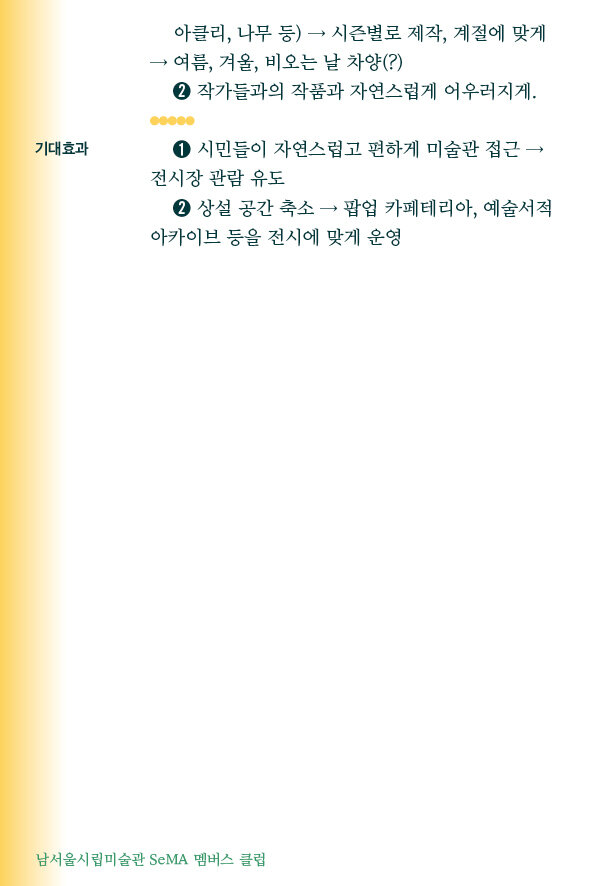 아클리, 나무 등) → 시즌별로 제작, 계절에 맞게
→ 여름, 겨울, 비오는 날 차양(?)
❷ 작가들과의 작품과 자연스럽게 어우러지게.
기대효과
❶ 시민들이 자연스럽고 편하게 미술관 접근 →
전시장 관람 유도
❷ 상설 공간 축소 → 팝업 카페테리아, 예술서적
아카이브 등을 전시에 맞게 운영
남서울시립미술관 SeMA 멤버스 클럽